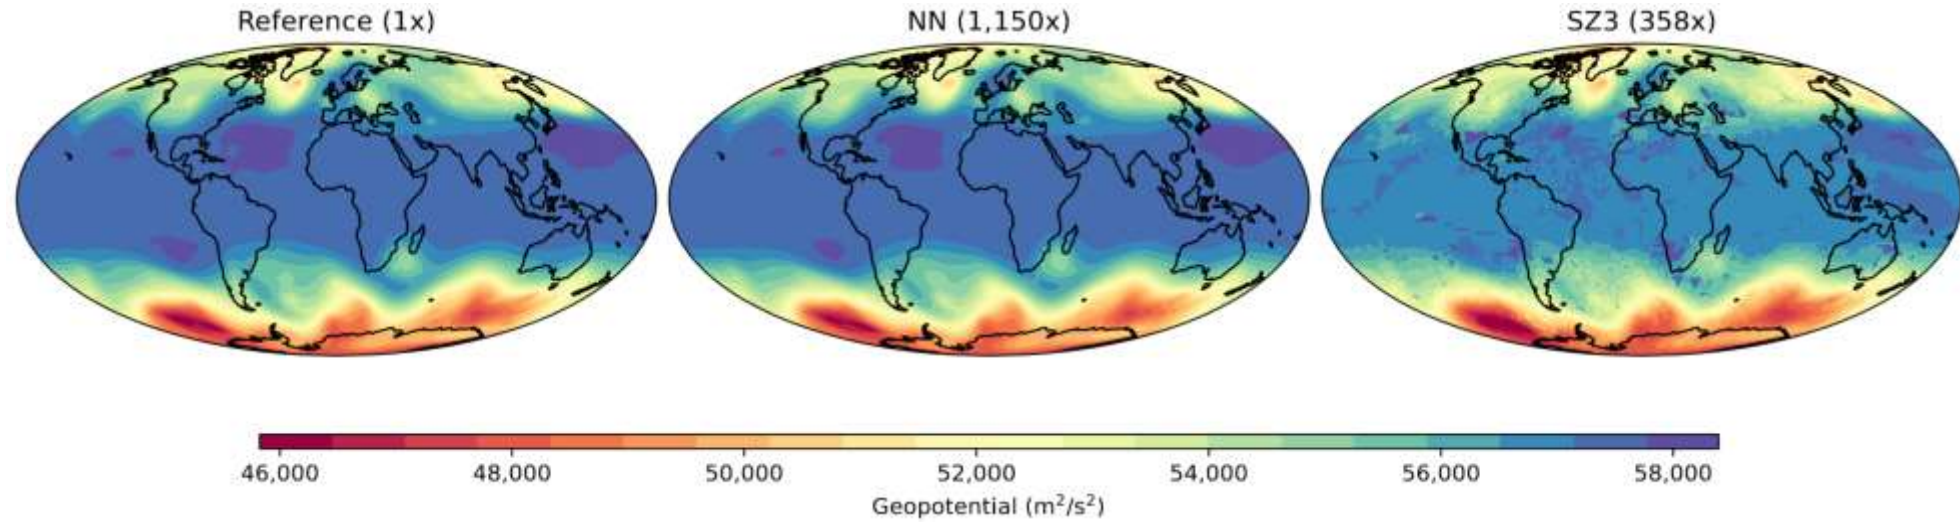 Reference (1x)
NN (1,150x)
SZ3 (358x)
46,000
48,000
50,000
52,000
54,000
56,000
58,000
Geopotential (m²/s²)